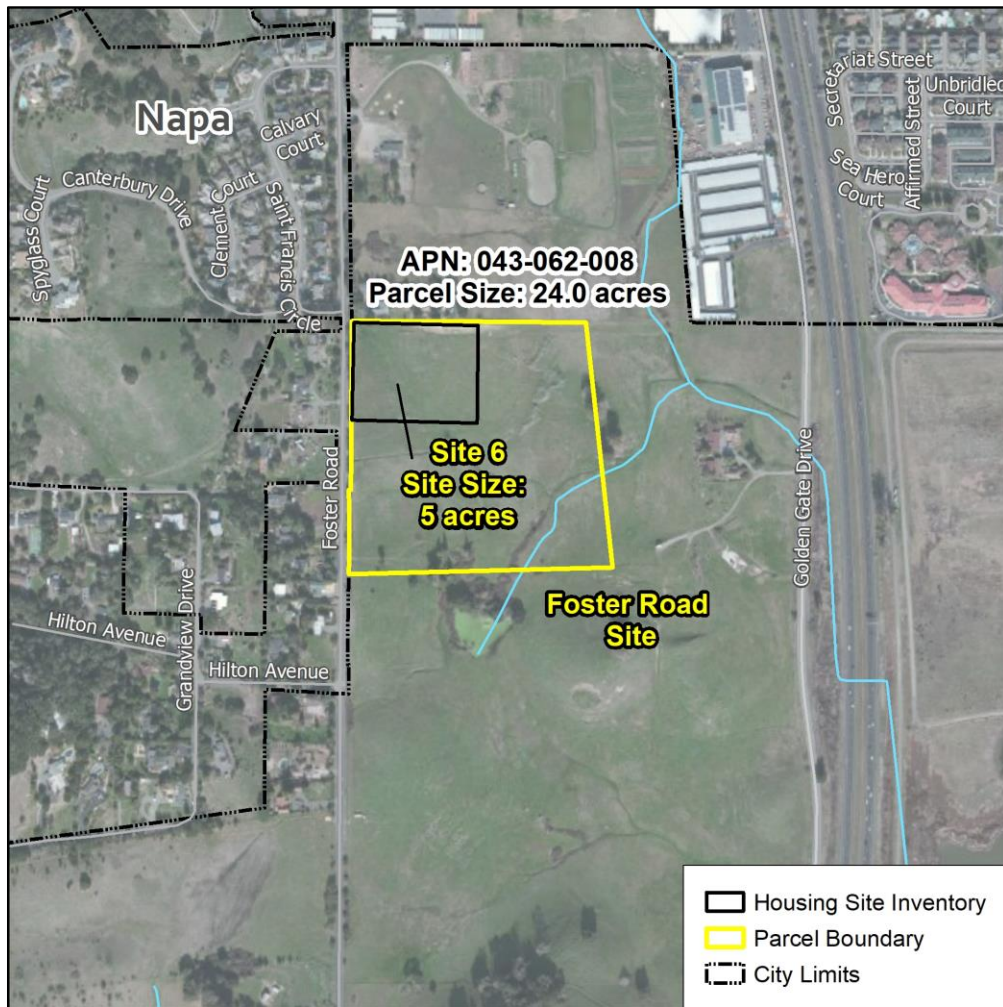 Napa
Calvary
Court
Canterbury Drive
Clement Court
Saint Francis Circle
Spyglass Court
Secretariat Street
Unbridled
Court
Affirmed Street
Sea Hero
Court
APN: 043-062-008
Parcel Size: 24.0 acres
Site 6
Site Size:
5 acres
Foster Road
Golden Gate Drive
Foster Road
Site
Grandview Drive
Hilton Avenue
Hilton Avenue
Housing Site Inventory
Parcel Boundary
City Limits